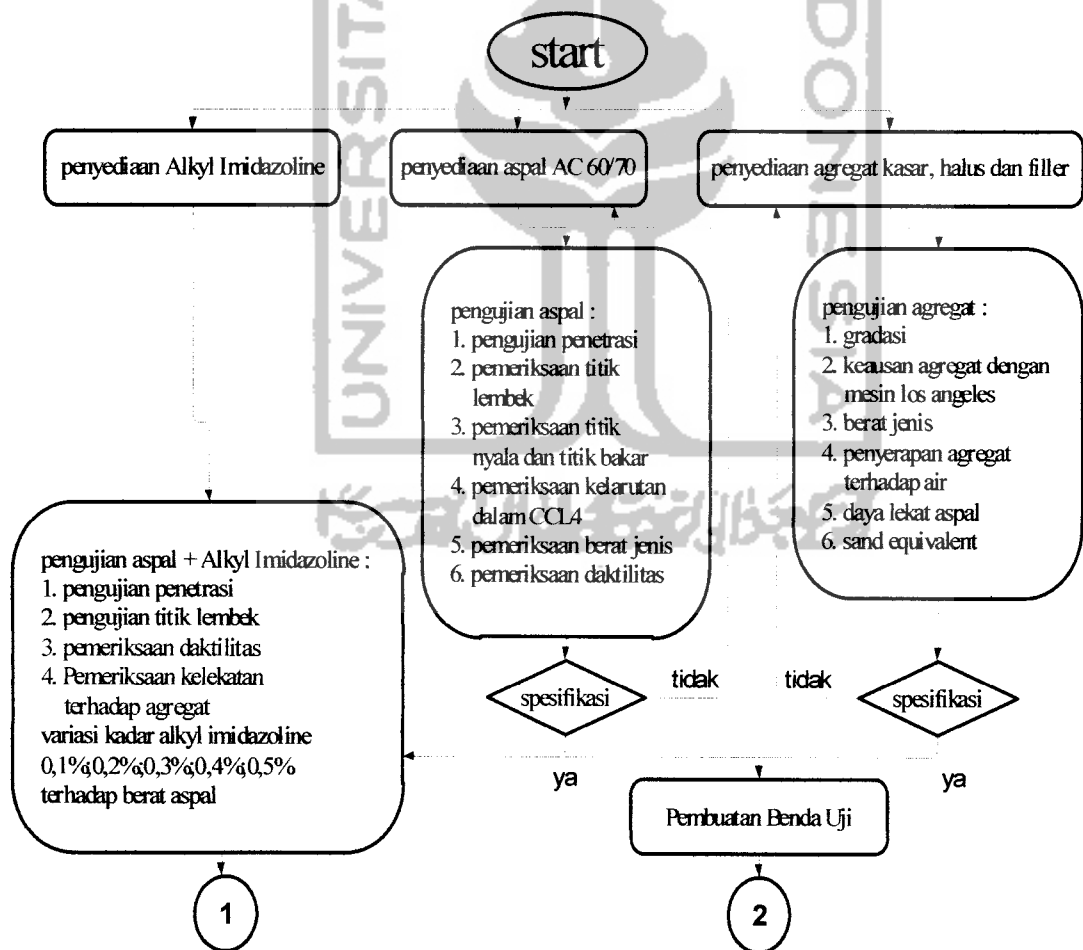 start
penyediaan Alkyl Imidazoline
penyediaan aspal AC 60/70
penyediaan agregat kasar, halus dan filler
pengujian aspal :
1. pengujian penetrasi
2. pemeriksaan titik
lembek
3. pemeriksaan titik
nyala dan titik bakar
4. pemeriksaan kelarutan
dalam CCL4
5. pemeriksaan berat jenis
6. pemeriksaan daktilitas
pengujian agregat :
1. gradasi
2. keausan agregat dengan
mesin los angeles
3. berat jenis
4. penyerapan agregat
terhadap air
5. daya lekat aspal
6. sand equivalent
pengujian aspal + Alkyl Imidazoline :
1. pengujian penetrasi
2. pengujian titik lembek
3. pemeriksaan daktilitas
4. Pemeriksaan kelekatan
terhadap agregat
variasi kadar alkyl imidazoline
0,1%;0,2%;0,3%;0,4%;0,5%
terhadap berat aspal
spesifikasi
tidak
tidak
spesifikasi
ya
ya
Pembuatan Benda Uji
1
2
UNIVERSITA
DONESIA